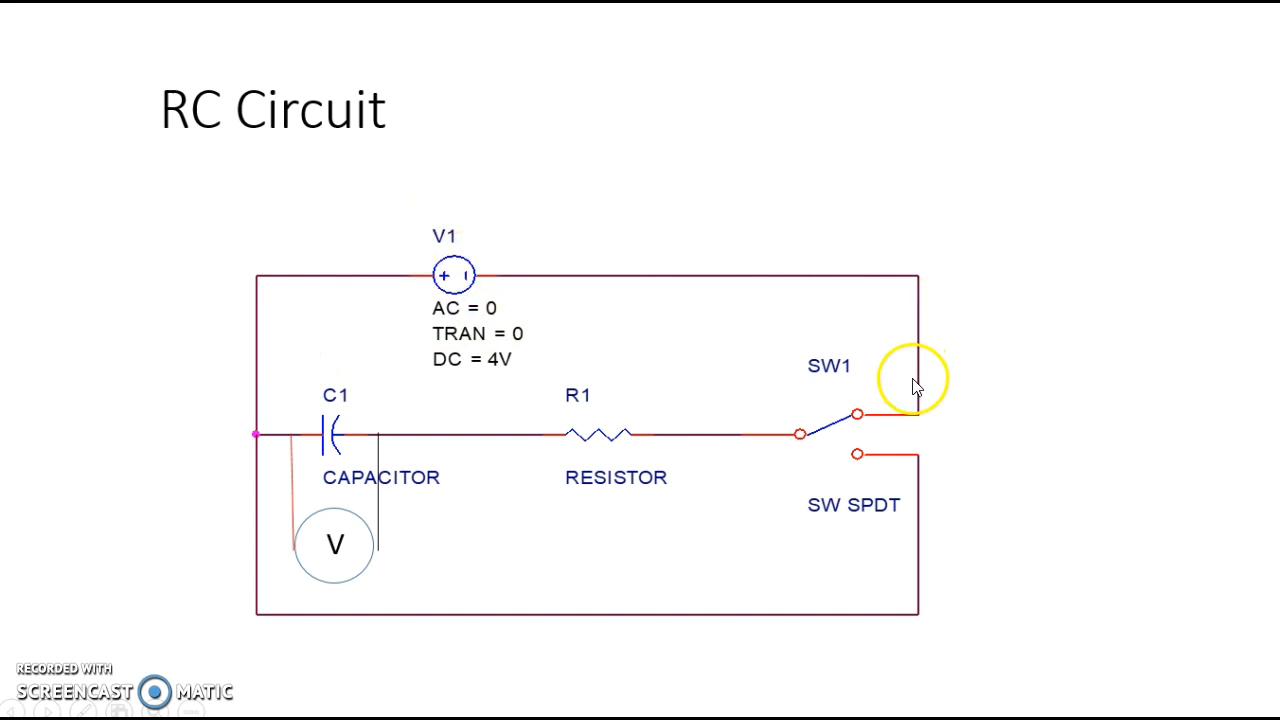 RC Circuit
V1
+ -
AC = 0
TRAN = 0
DC = 4V
C1
R1
SW1
CAPACITOR
RESISTOR
SW SPDT
V
RECORDED WITH
SCREENCAST MATIC